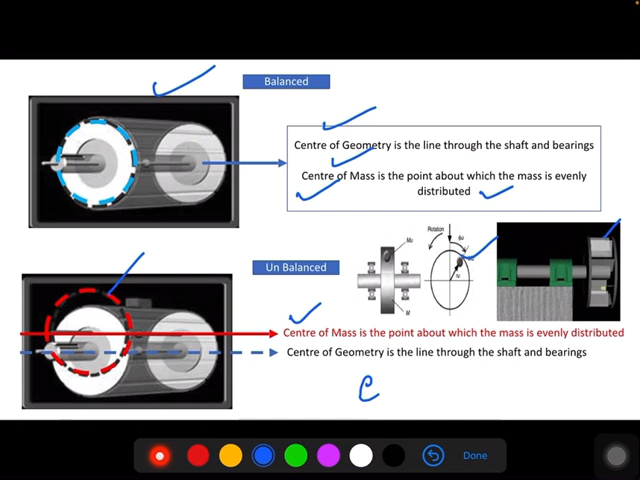 Balanced
Centre of Geometry is the line through the shaft and bearings
Centre of Mass is the point about which the mass is evenly
distributed
Rotation
Mu
M
Un Balanced
Centre of Mass is the point about which the mass is evenly distributed
Centre of Geometry is the line through the shaft and bearings
e
Done